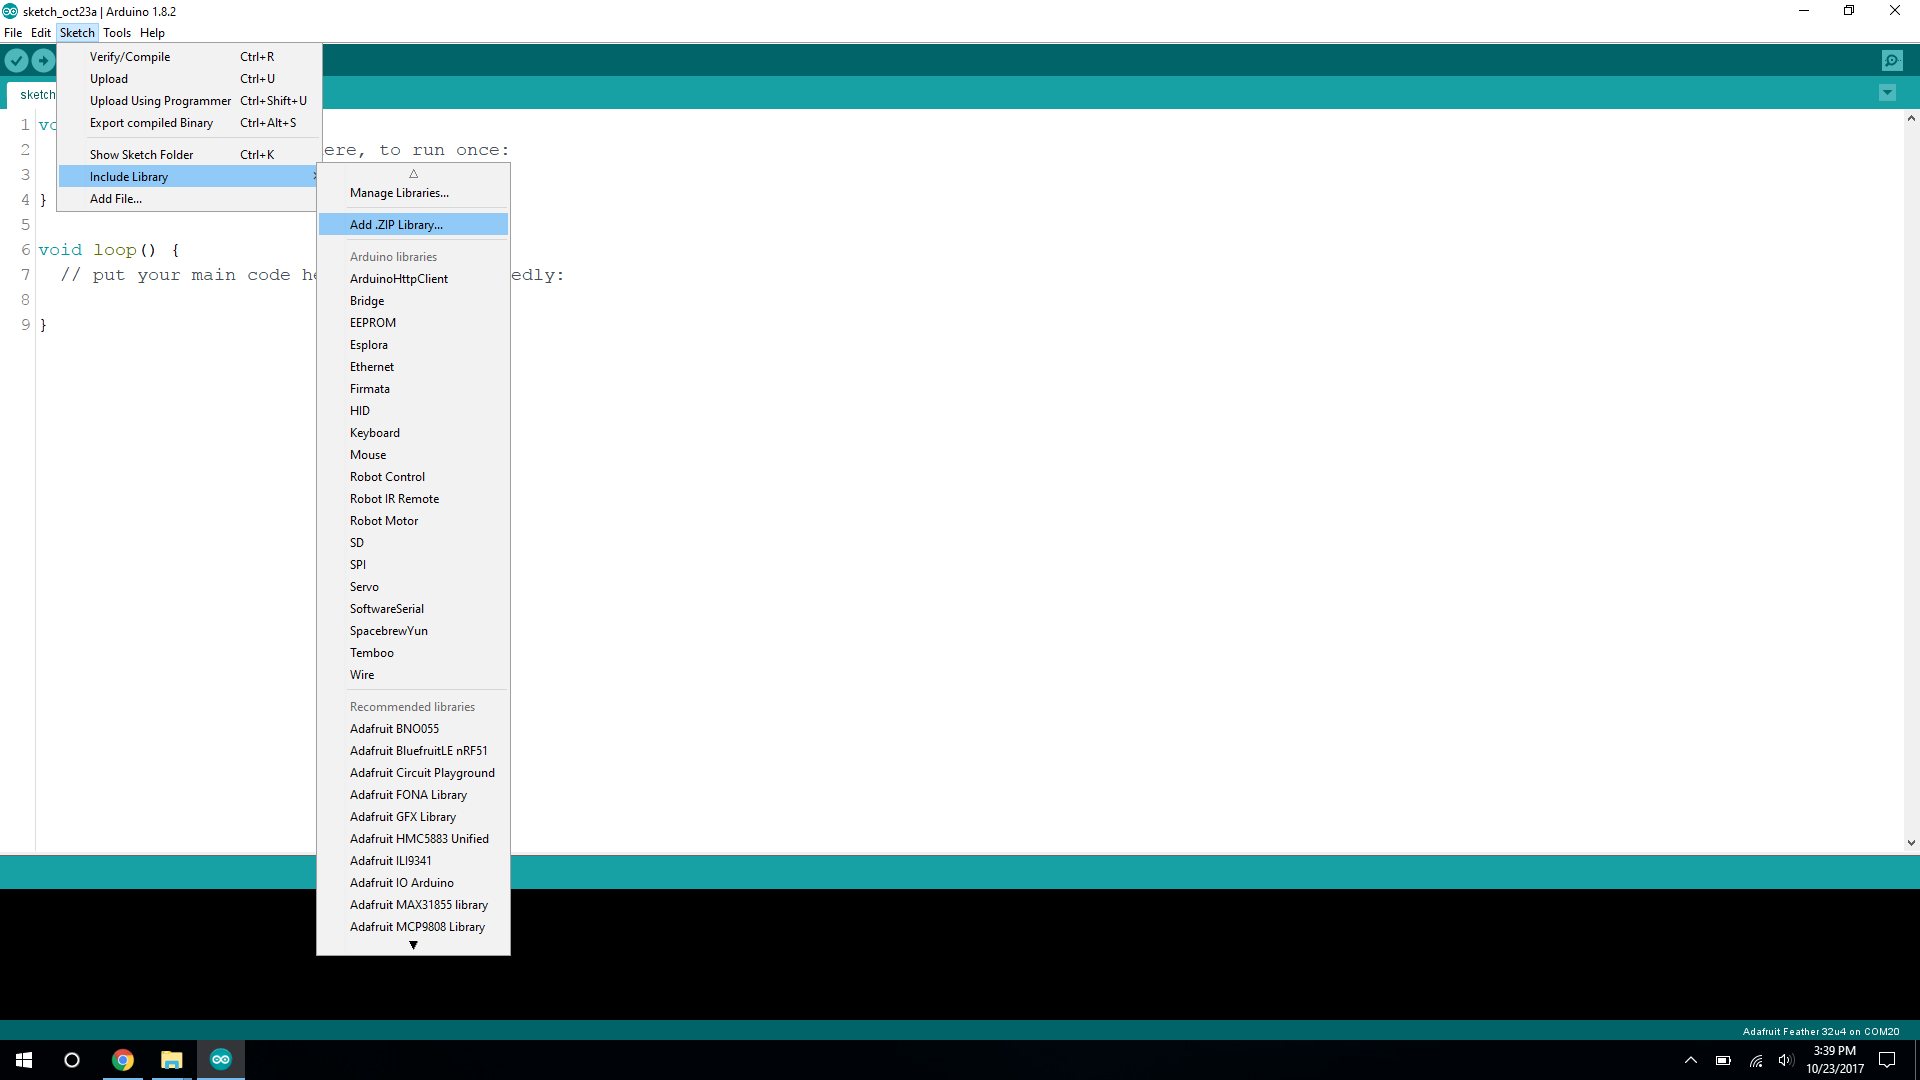 sketch_oct23a | Arduino 1.8.2
File Edit Sketch Tools Help
Verify/Compile Ctrl+R
Upload Ctrl+U
Upload Using Programmer Ctrl+Shift+U
Export compiled Binary Ctrl+Alt+S
Show Sketch Folder Ctrl+K
Include Library
Add File...
sketch
1 vo
2 ere, to run once:
3
4 }
5
6 void loop() {
7 // put your main code he edly:
8
9 }
Manage Libraries...
Add .ZIP Library...
Arduino libraries
ArduinoHttpClient
Bridge
EEPROM
Esplora
Ethernet
Firmata
HID
Keyboard
Mouse
Robot Control
Robot IR Remote
Robot Motor
SD
SPI
Servo
SoftwareSerial
SpacebrewYun
Temboo
Wire
Recommended libraries
Adafruit BNO055
Adafruit BluefruitLE nRF51
Adafruit Circuit Playground
Adafruit FONA Library
Adafruit GFX Library
Adafruit HMC5883 Unified
Adafruit ILI9341
Adafruit IO Arduino
Adafruit MAX31855 library
Adafruit MCP9808 Library
Adafruit Feather 32u4 on COM20
3:39 PM
10/23/2017